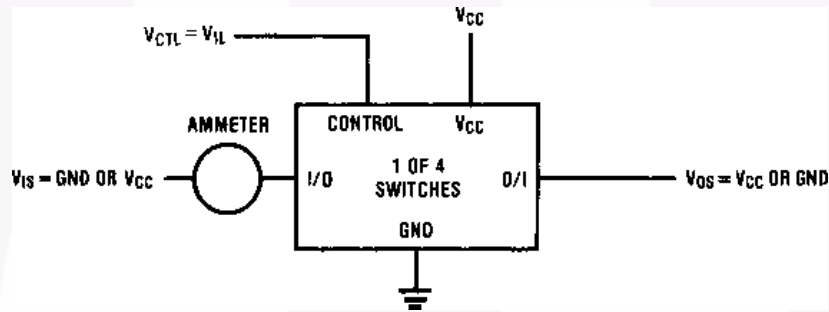 VCTL = VIL
VCC
AMMETER
CONTROL VCC
VIS = GND OR VCC
I/O
1 OF 4
SWITCHES
O/I
VOS = VCC OR GND
GND